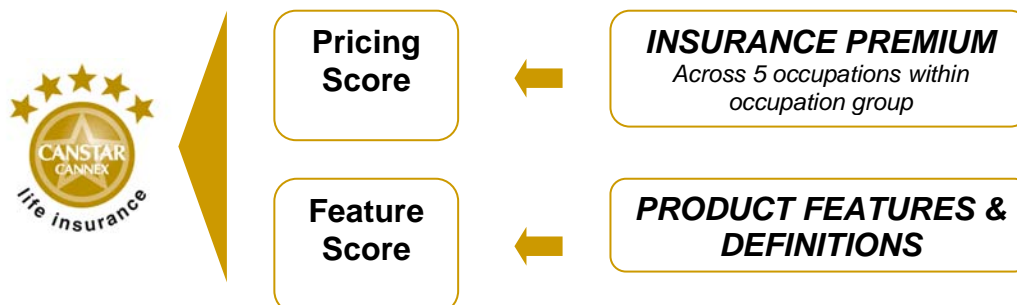 CANSTAR
CANNEX
life insurance
Pricing
Score
INSURANCE PREMIUM
Across 5 occupations within
occupation group
Feature
Score
PRODUCT FEATURES &
DEFINITIONS